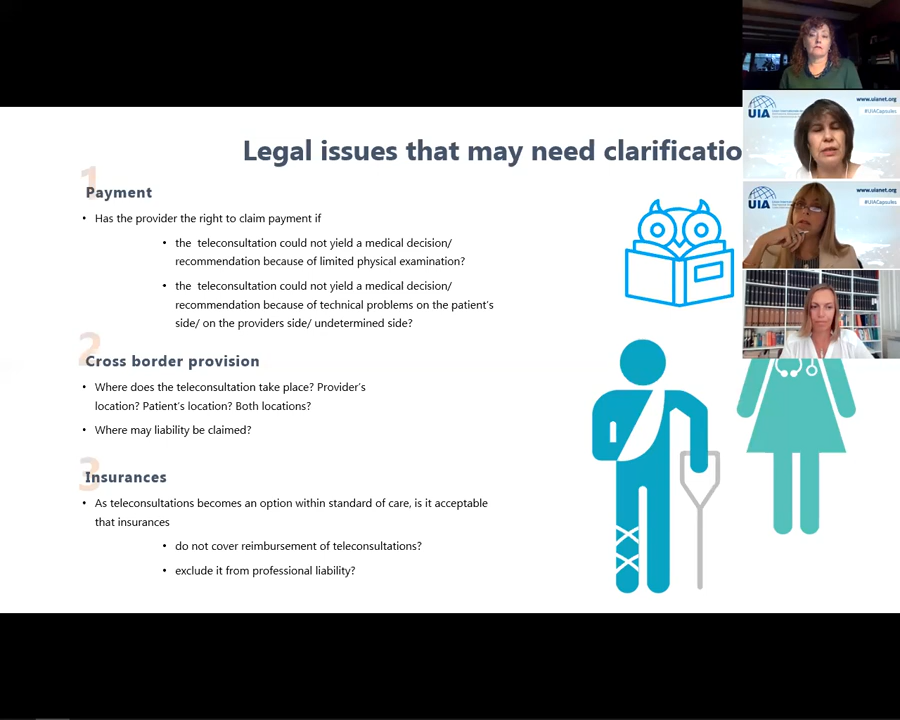 Legal issues that may need clarificatio
1
Payment
• Has the provider the right to claim payment if
• the teleconsultation could not yield a medical decision/
recommendation because of limited physical examination?
• the teleconsultation could not yield a medical decision/
recommendation because of technical problems on the patient's
side/ on the providers side/ undetermined side?
2
Cross border provision
• Where does the teleconsultation take place? Provider's
location? Patient's location? Both locations?
• Where may liability be claimed?
3
Insurances
• As teleconsultations becomes an option within standard of care, is it acceptable
that insurances
• do not cover reimbursement of teleconsultations?
• exclude it from professional liability?
UIA
www.uianet.org
#UIACapsules
UIA
www.uianet.org
#UIACapsules